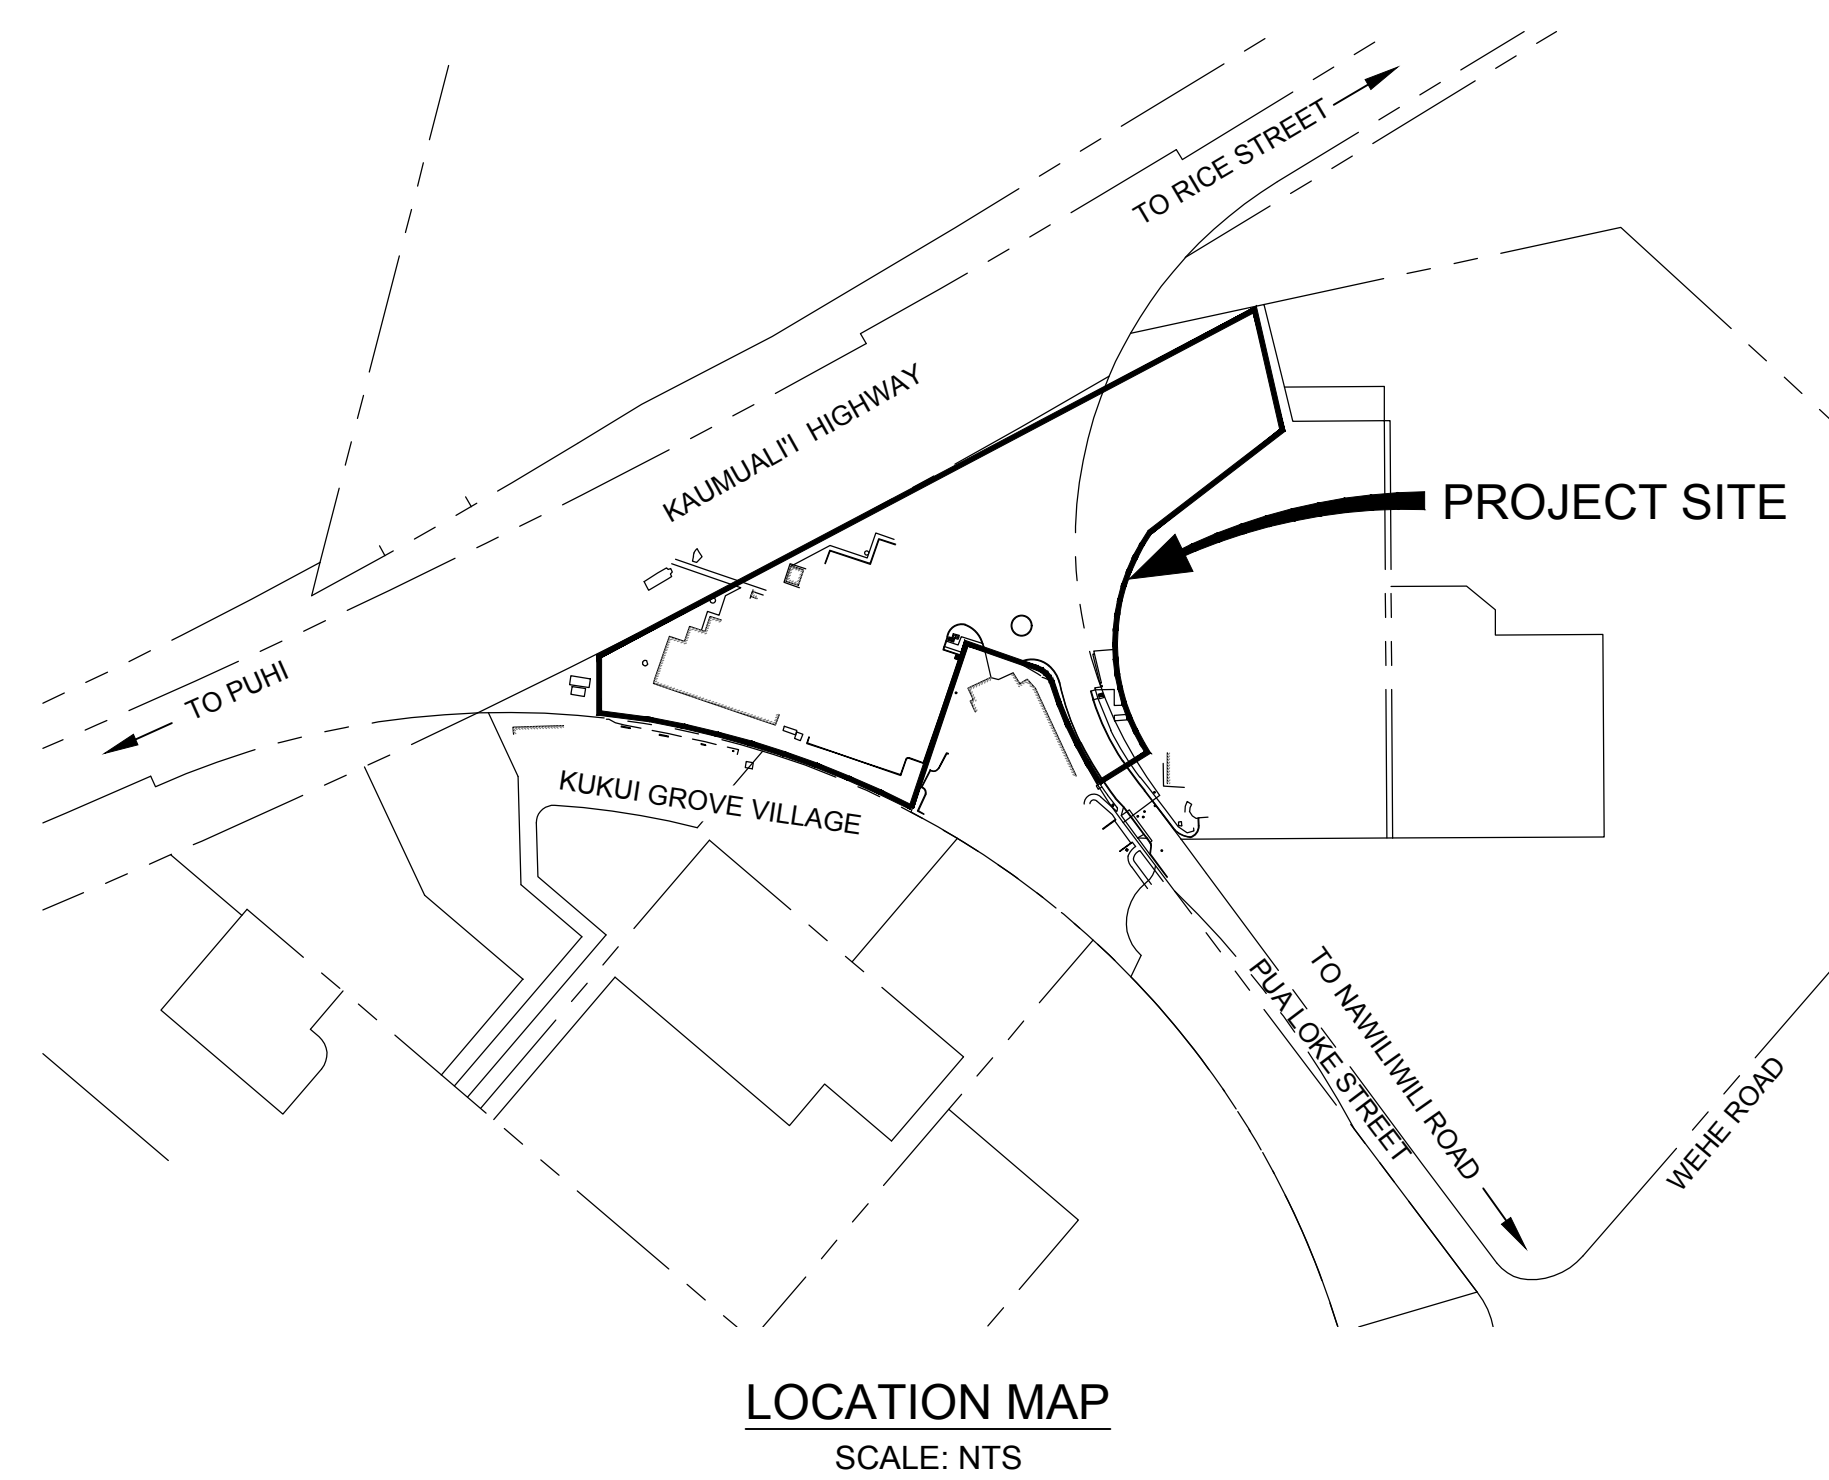 TO RICE STREET
KAUMUALI'I HIGHWAY
PROJECT SITE
TO PUHI
KUKUI GROVE VILLAGE
TO NAWILIWILI ROAD
PUA LOKE STREET
WEHE ROAD
LOCATION MAP
SCALE: NTS